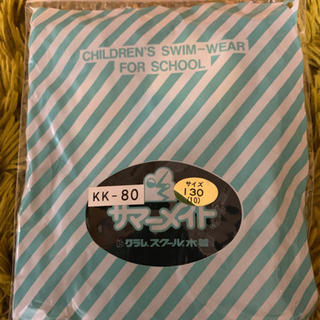 CHILDREN'S SWIM-WEAR
FOR SCHOOL
KK-80
サイズ
130
(10)
サマーメイト
クラレ スクール水着